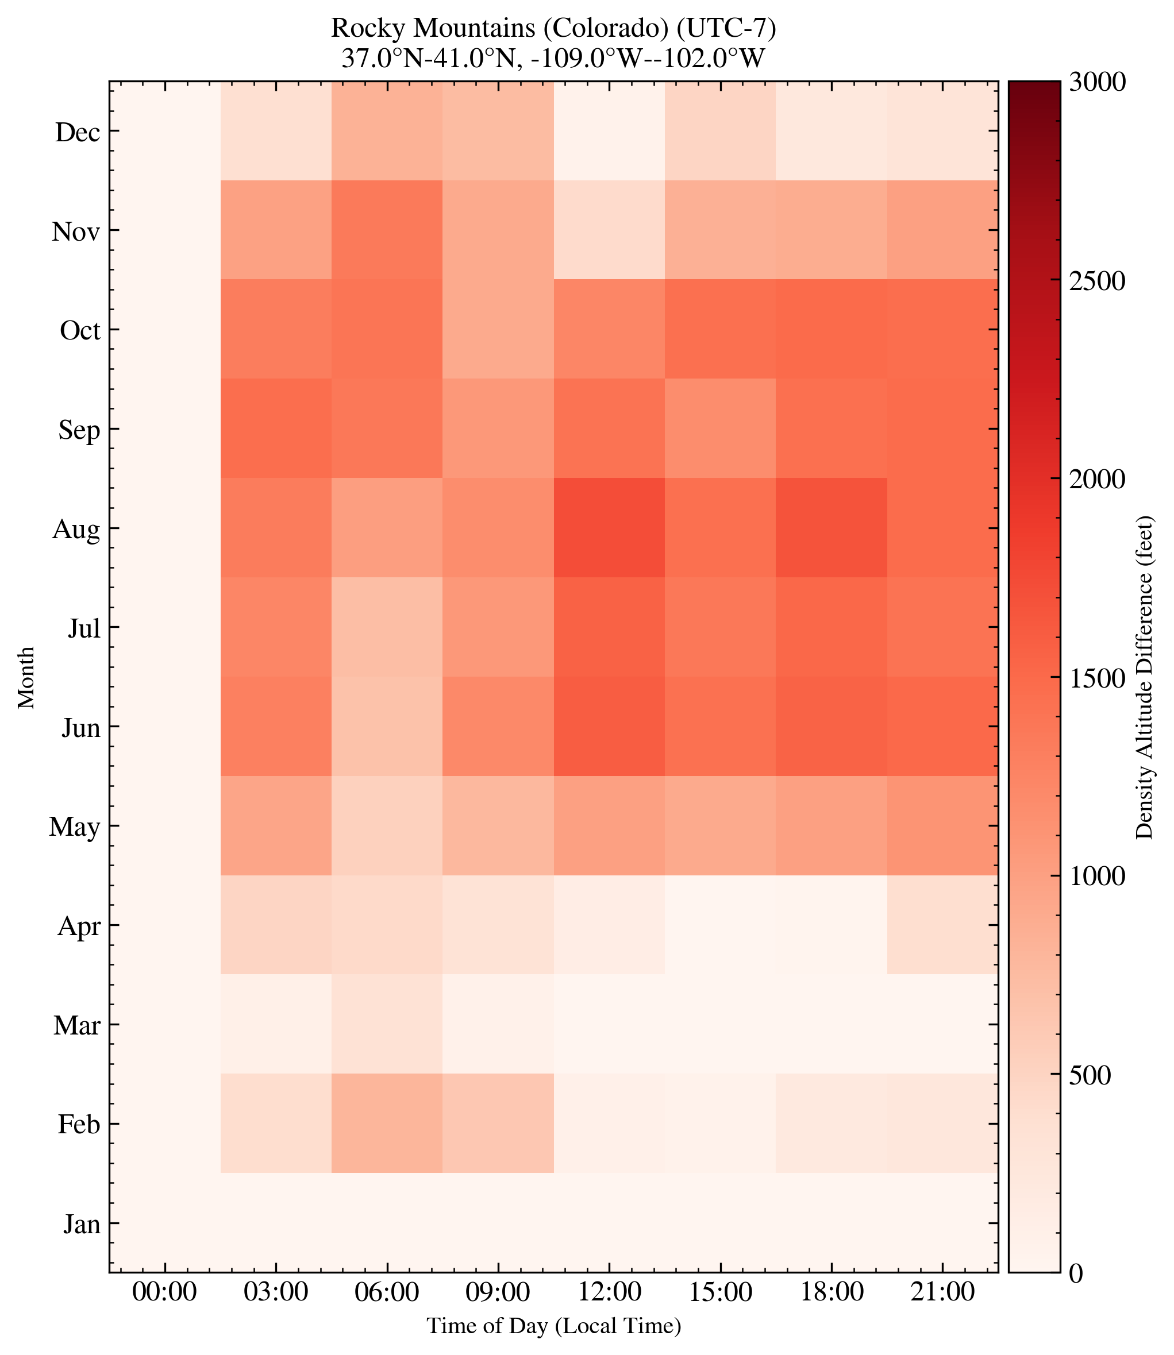 Rocky Mountains (Colorado) (UTC-7)
37.0°N-41.0°N, -109.0°W--102.0°W
Dec
Nov
Oct
Sep
Aug
Jul
Jun
May
Apr
Mar
Feb
Jan
Month
00:00 03:00 06:00 09:00 12:00 15:00 18:00 21:00
Time of Day (Local Time)
3000
2500
2000
1500
1000
500
0
Density Altitude Difference (feet)